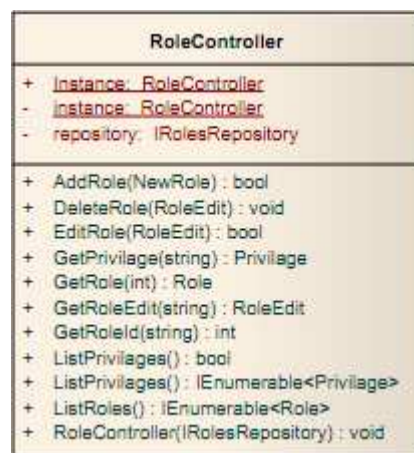 RoleController
+ Instance: RoleController
- instance: RoleController
- repository: IRolesRepository
+ AddRole(NewRole) : bool
+ DeleteRole(RoleEdit) : void
+ EditRole(RoleEdit) : bool
+ GetPrivilage(string) : Privilage
+ GetRole(int) : Role
+ GetRoleEdit(string) : RoleEdit
+ GetRoleId(string) : int
+ ListPrivilages() : bool
+ ListPrivilages() : IEnumerable<Privilage>
+ ListRoles() : IEnumerable<Role>
+ RoleController(IRolesRepository) : void